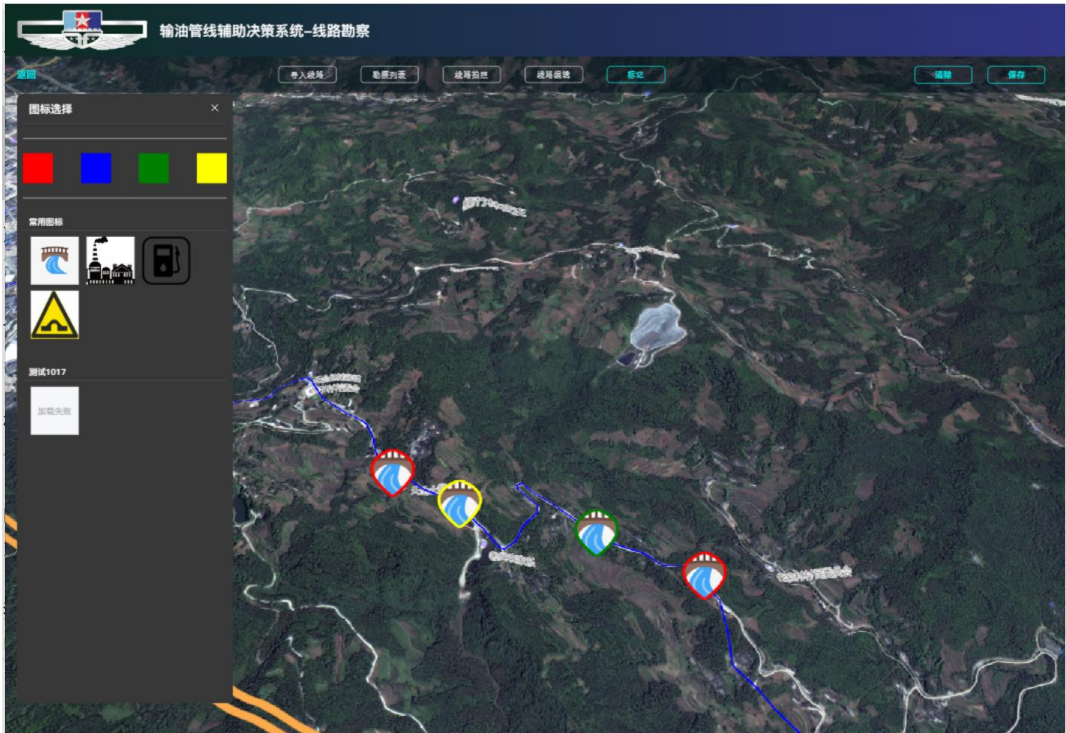 输油管线辅助决策系统-线路勘察
返回
导入线路
勘察列表
线路拍照
线路编辑
标记
清除
保存
图标选择
×
常用图标
测试1017
加载失败